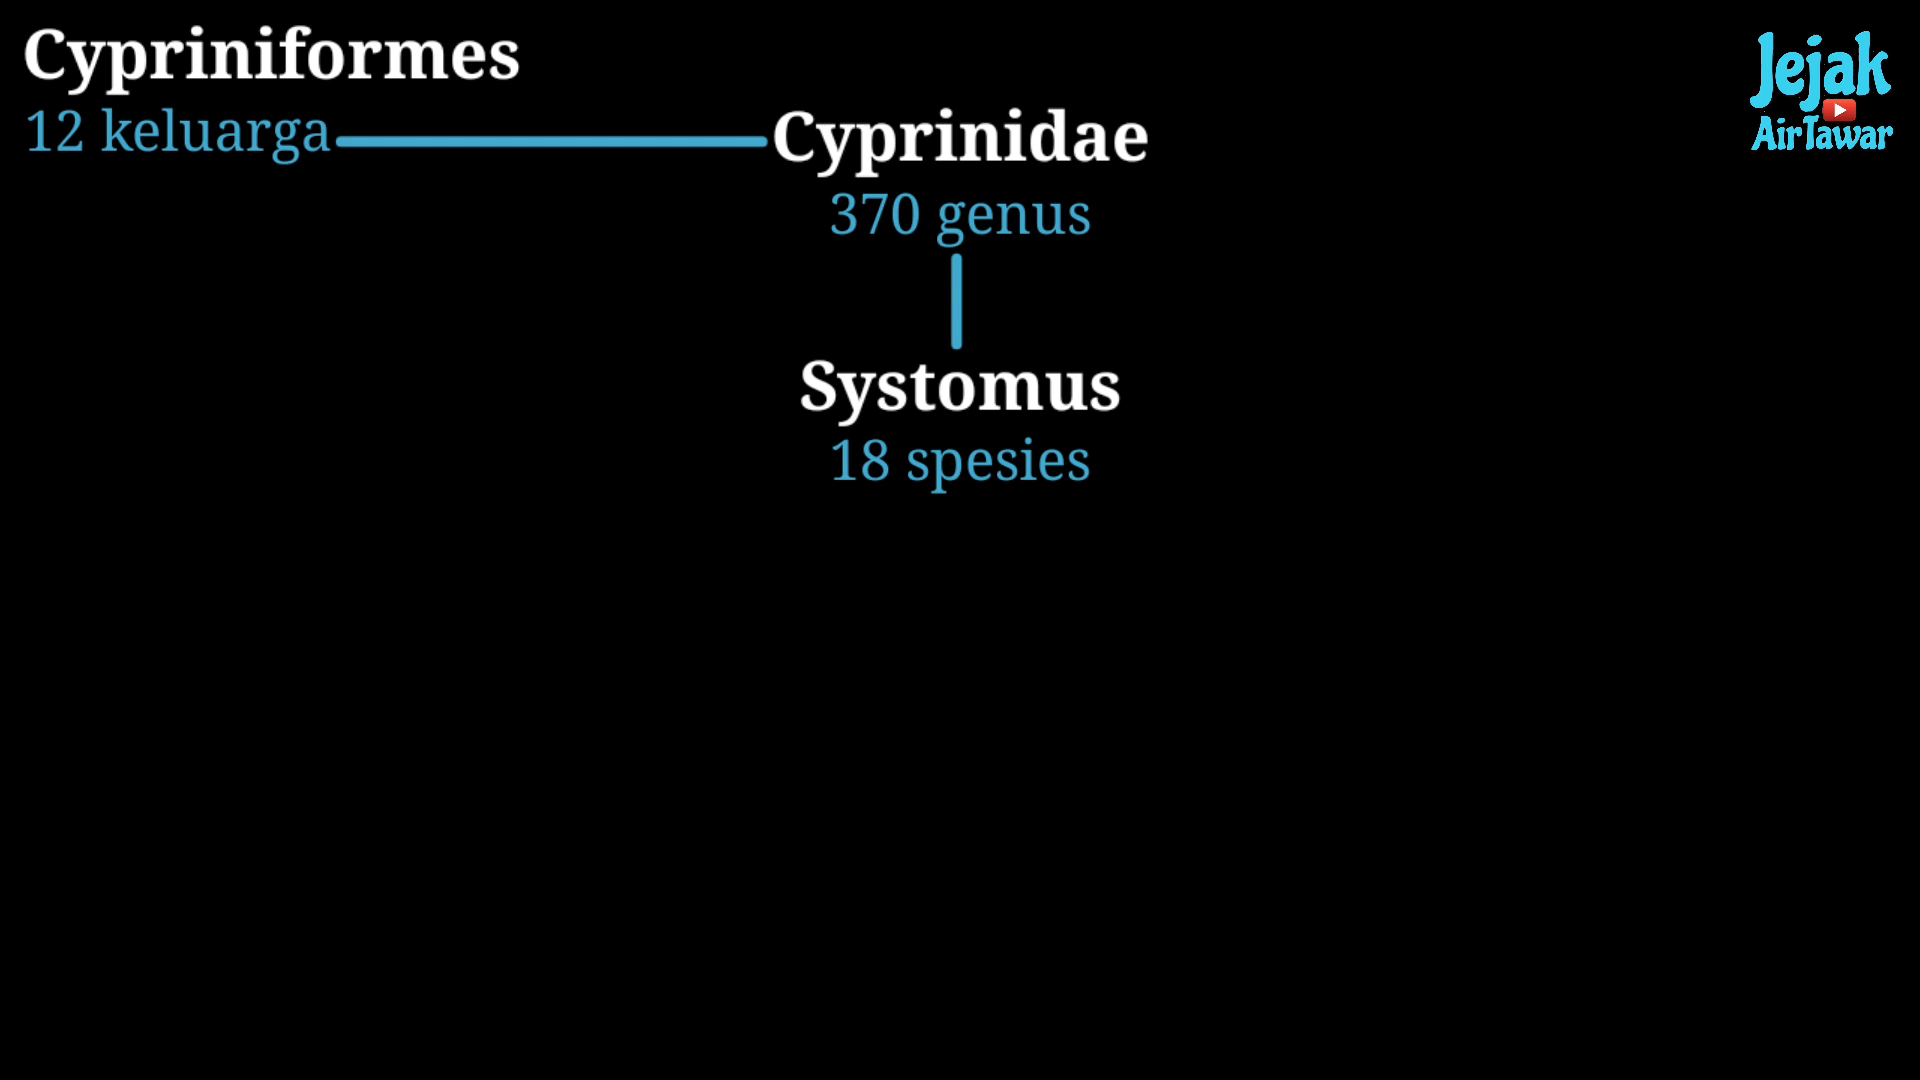 Cypriniformes
12 keluarga
Cyprinidae
370 genus
Systomus
18 spesies
Jejak
AirTawar